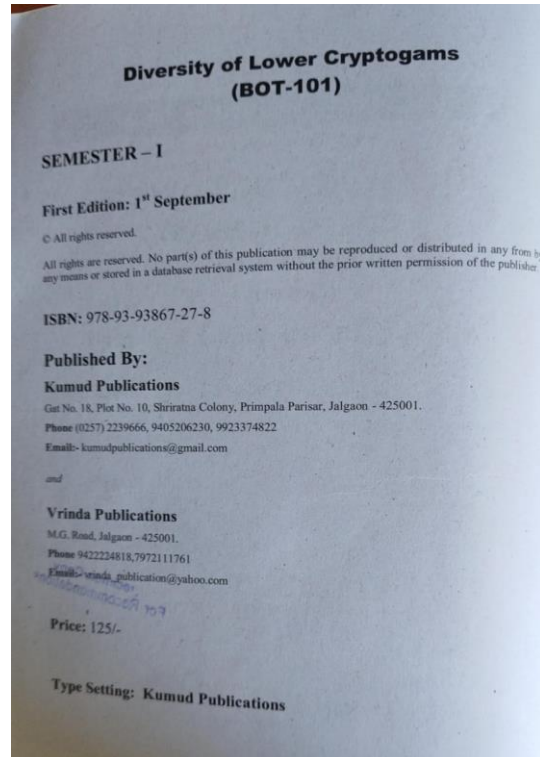 Diversity of Lower Cryptogams
(BOT-101)
SEMESTER – I
First Edition: 1st September
© All rights reserved.
All rights are reserved. No part(s) of this publication may be reproduced or distributed in any from by
any means or stored in a database retrieval system without the prior written permission of the publisher.
ISBN: 978-93-93867-27-8
Published By:
Kumud Publications
Gat No. 18, Plot No. 10, Shriratna Colony, Primpala Parisar, Jalgaon - 425001.
Phone (0257) 2239666, 9405206230, 9923374822
Email:- kumudpublications@gmail.com
and
Vrinda Publications
M.G. Road, Jalgaon - 425001.
Phone 9422224818,7972111761
Email:- vrinda_publication@yahoo.com
For
Price: 125/-
Type Setting: Kumud Publications